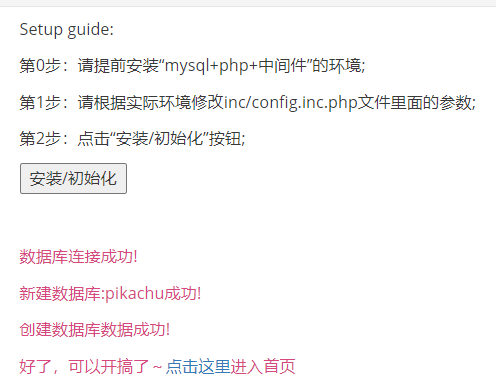 Setup guide:
第0步：请提前安装“mysql+php+中间件”的环境;
第1步：请根据实际环境修改inc/config.inc.php文件里面的参数;
第2步：点击“安装/初始化”按钮;
安装/初始化
数据库连接成功!
新建数据库:pikachu成功!
创建数据库数据成功!
好了，可以开搞了～点击这里进入首页